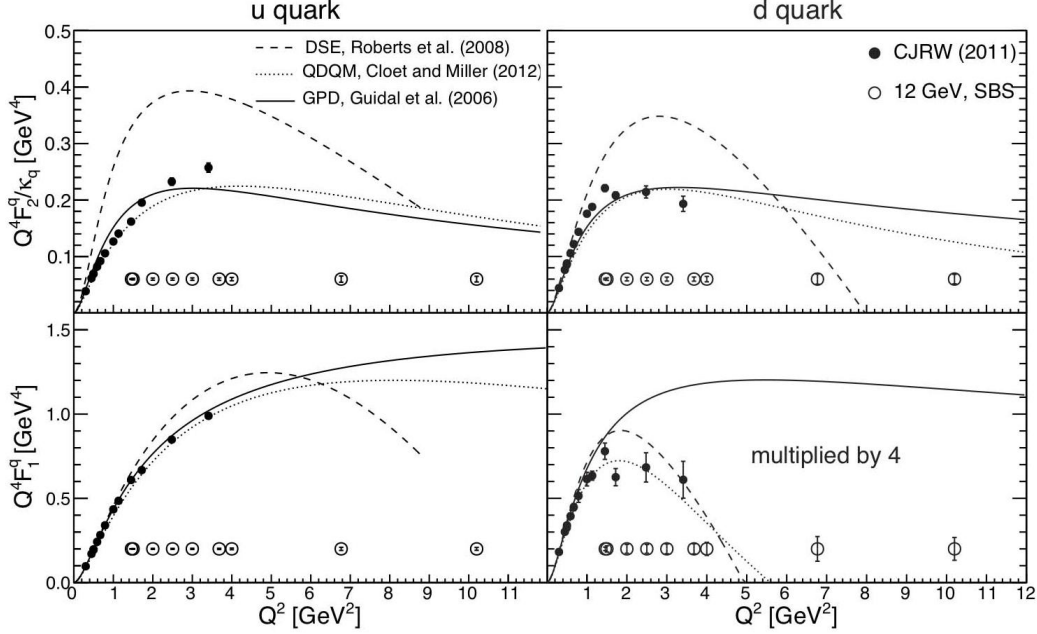 u quark
d quark
0.5
0.4
0.3
0.2
0.1
Q⁴F₂^q/κ_q [GeV⁴]
DSE, Roberts et al. (2008)
QDQM, Cloet and Miller (2012)
GPD, Guidal et al. (2006)
CJRW (2011)
12 GeV, SBS
1.5
1.0
0.5
0.0
Q⁴F₁^q [GeV⁴]
multiplied by 4
1 2 3 4 5 6 7 8 9 10 11
0 1 2 3 4 5 6 7 8 9 10 11 12
Q² [GeV²]
Q² [GeV²]